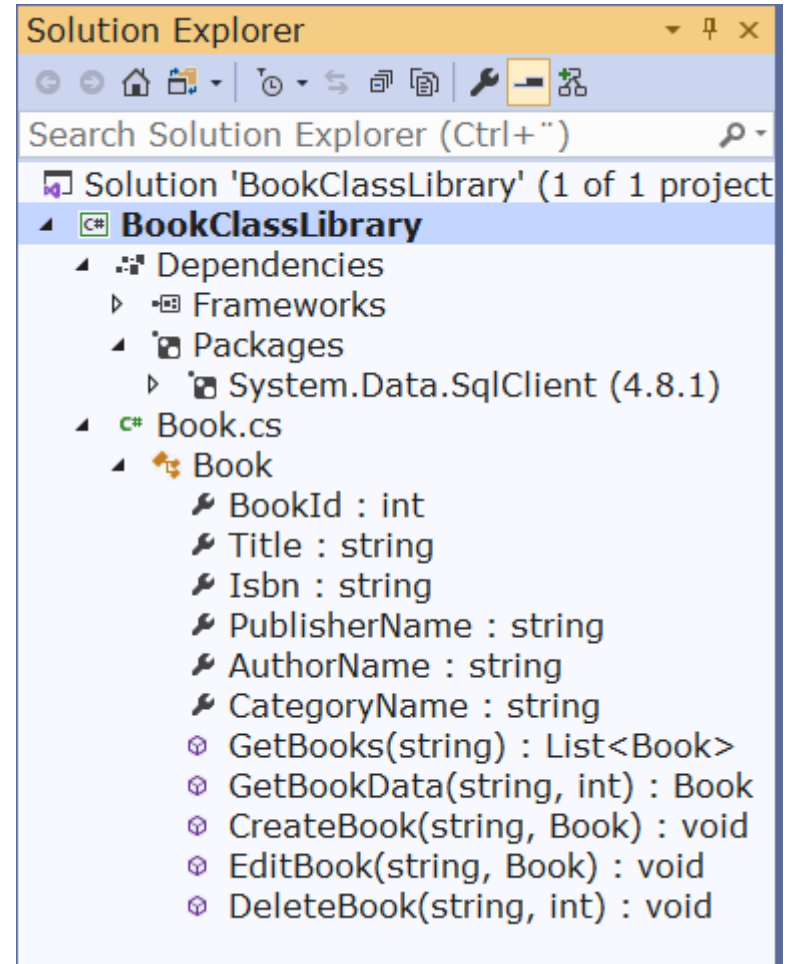 Solution Explorer
Search Solution Explorer (Ctrl+¨)
Solution 'BookClassLibrary' (1 of 1 project
C# BookClassLibrary
Dependencies
Frameworks
Packages
System.Data.SqlClient (4.8.1)
C# Book.cs
Book
BookId : int
Title : string
Isbn : string
PublisherName : string
AuthorName : string
CategoryName : string
GetBooks(string) : List<Book>
GetBookData(string, int) : Book
CreateBook(string, Book) : void
EditBook(string, Book) : void
DeleteBook(string, int) : void